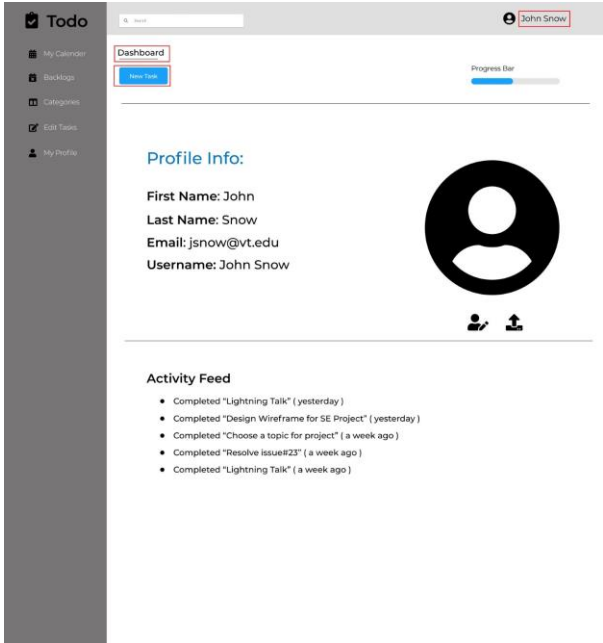 Todo
Search
John Snow
My Calender
Backlogs
Categories
Edit Tasks
My Profile
Dashboard
New Task
Progress Bar
Profile Info:
First Name: John
Last Name: Snow
Email: jsnow@vt.edu
Username: John Snow
Activity Feed
Completed “Lightning Talk” ( yesterday )
Completed “Design Wireframe for SE Project” ( yesterday )
Completed “Choose a topic for project” ( a week ago )
Completed “Resolve issue#23” ( a week ago )
Completed “Lightning Talk” ( a week ago )